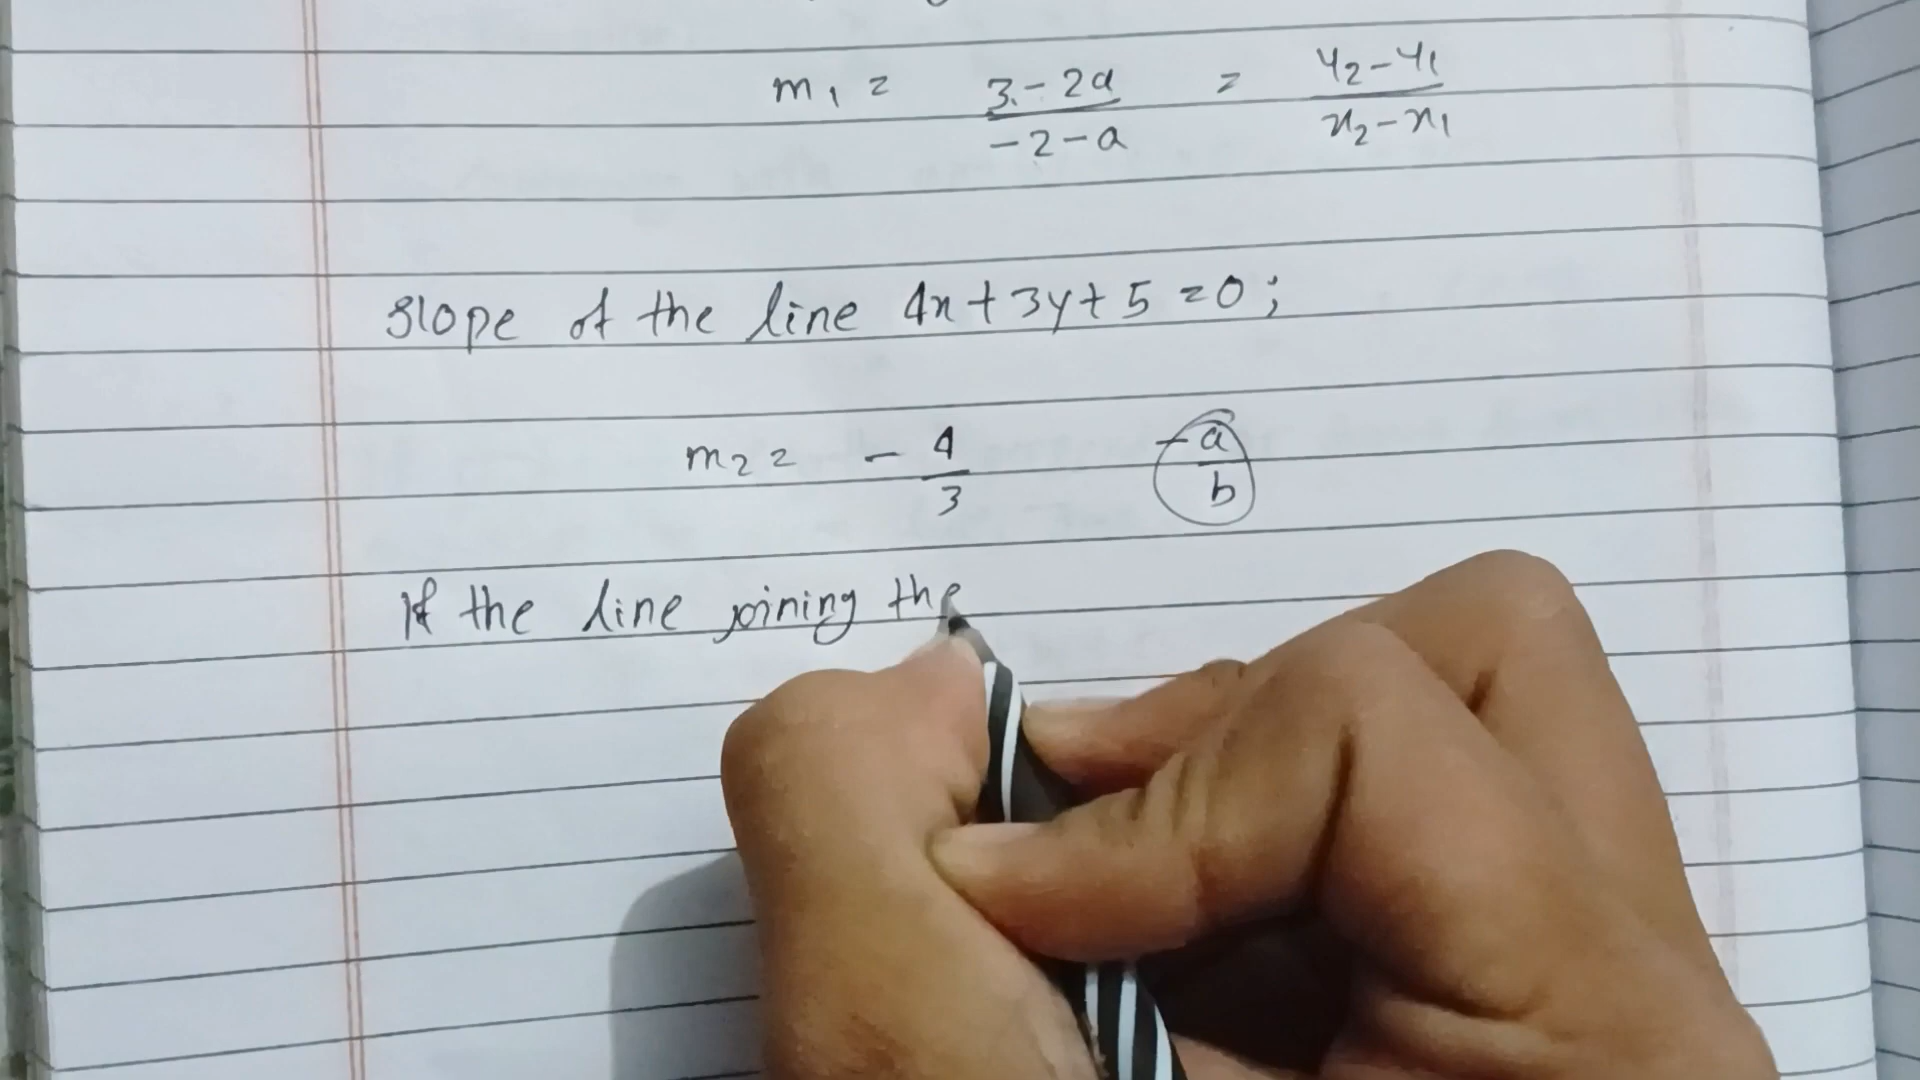 m₁ = (3 - 2a)/(-2 - a) = (y₂ - y₁)/(x₂ - x₁)
slope of the line 4x + 3y + 5 = 0 ;
m₂ = - 4/3 -a/b
If the line joining the